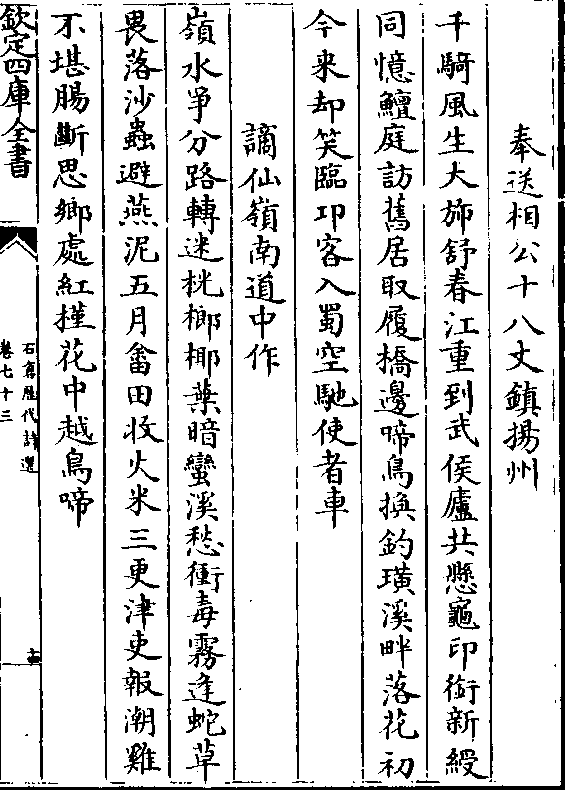 奉送相公十八丈鎮揚州
千騎風生大斾舒春江重到武侯廬共懸龜印銜新綬
同憶鱣庭訪舊居取履橋邊啼鳥換釣璜溪畔落花初
今来却笑臨邛客入蜀空馳使者車
謫仙嶺南道中作
嶺水爭分路轉迷桄榔椰葉暗蠻溪愁衝毒霧逢蛇草
畏落沙蟲避燕泥五月畬田收火米三更津吏報潮雞
不堪腸斷思鄉處紅槿花中越鳥啼
欽定四庫全書
石倉歷代詩選
卷七十三